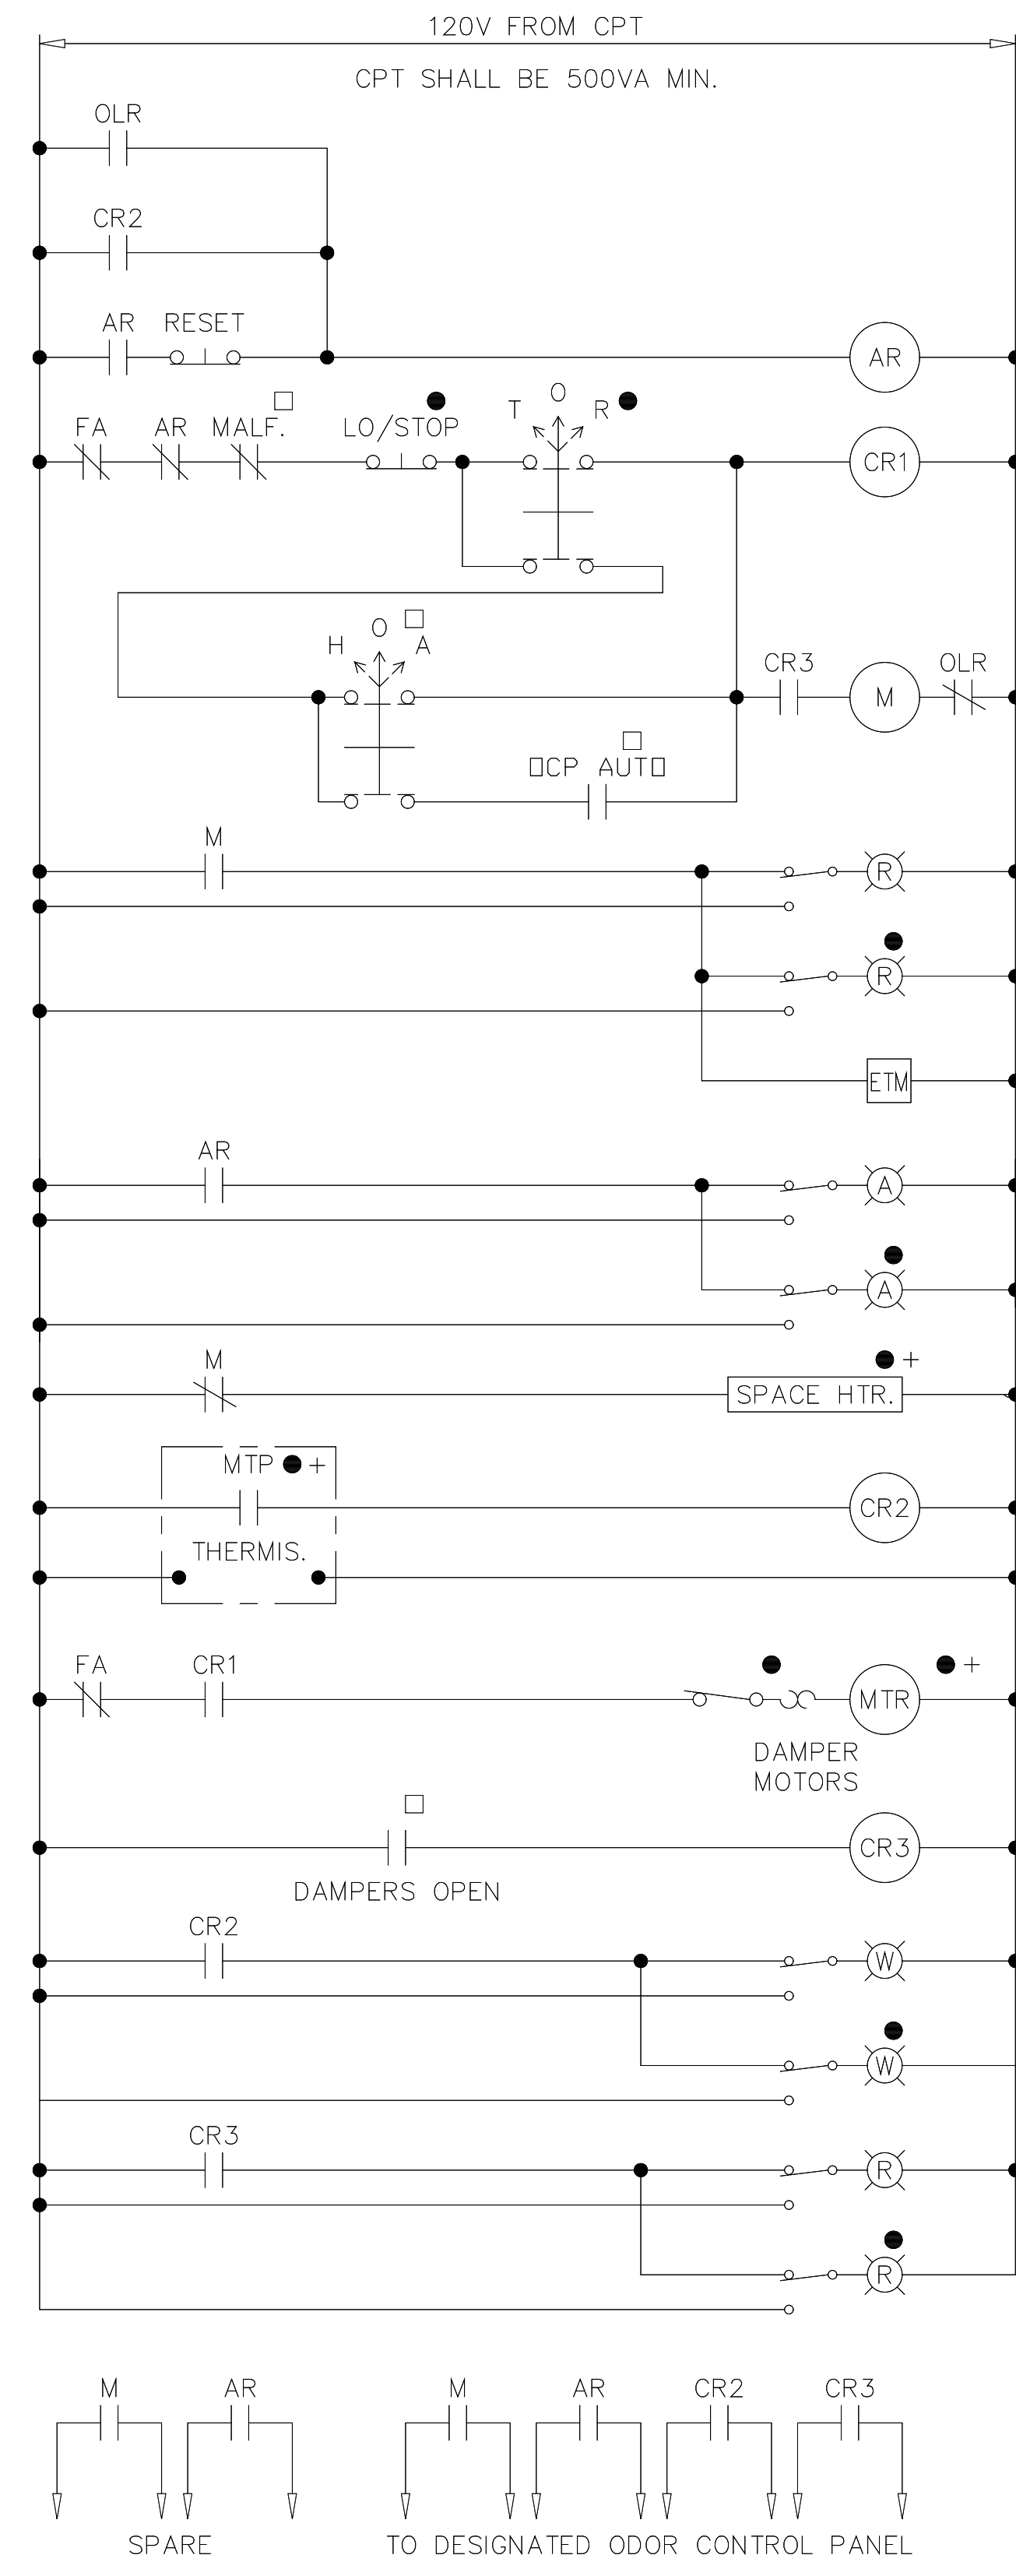 120V FROM CPT
CPT SHALL BE 500VA MIN.
OLR
CR2
AR RESET
AR
T O R
FA AR MALF. LO/STOP
CR1
H O A
CR3 OLR
M
□CP AUTO□
M
R
R
ETM
AR
A
A
+
M
SPACE HTR.
MTP +
CR2
THERMIS.
FA CR1 +
MTR
DAMPER
MOTORS
CR3
DAMPERS OPEN
CR2
W
W
CR3
R
R
M AR M AR CR2 CR3
SPARE TO DESIGNATED ODOR CONTROL PANEL